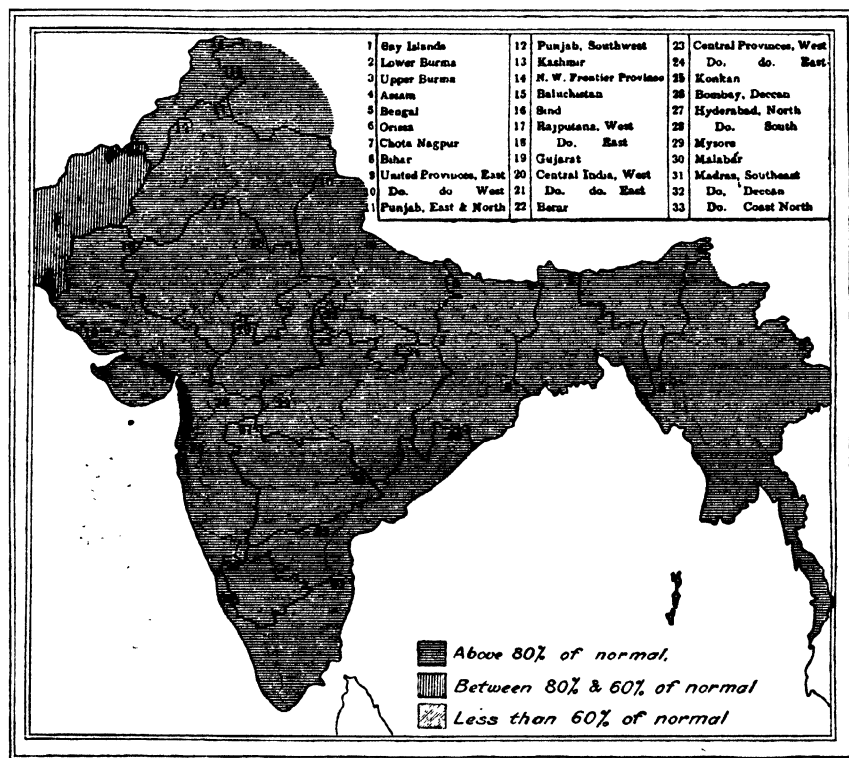 1 Bay Islands
2 Lower Burma
3 Upper Burma
4 Assam
5 Bengal
6 Orissa
7 Chota Nagpur
8 Bihar
9 United Provinces, East
10 Do. do West
11 Punjab, East & North
12 Punjab, Southwest
13 Kashmir
14 N. W. Frontier Province
15 Baluchistan
16 Sind
17 Rajputana, West
18 Do. East
19 Gujarat
20 Central India, West
21 Do. do. East
22 Berar
23 Central Provinces, West
24 Do. do. East
25 Konkan
26 Bombay, Deccan
27 Hyderabad, North
28 Do. South
29 Mysore
30 Malabar
31 Madras, Southeast
32 Do, Deccan
33 Do. Coast North
Above 80% of normal.
Between 80% & 60% of normal
Less than 60% of normal